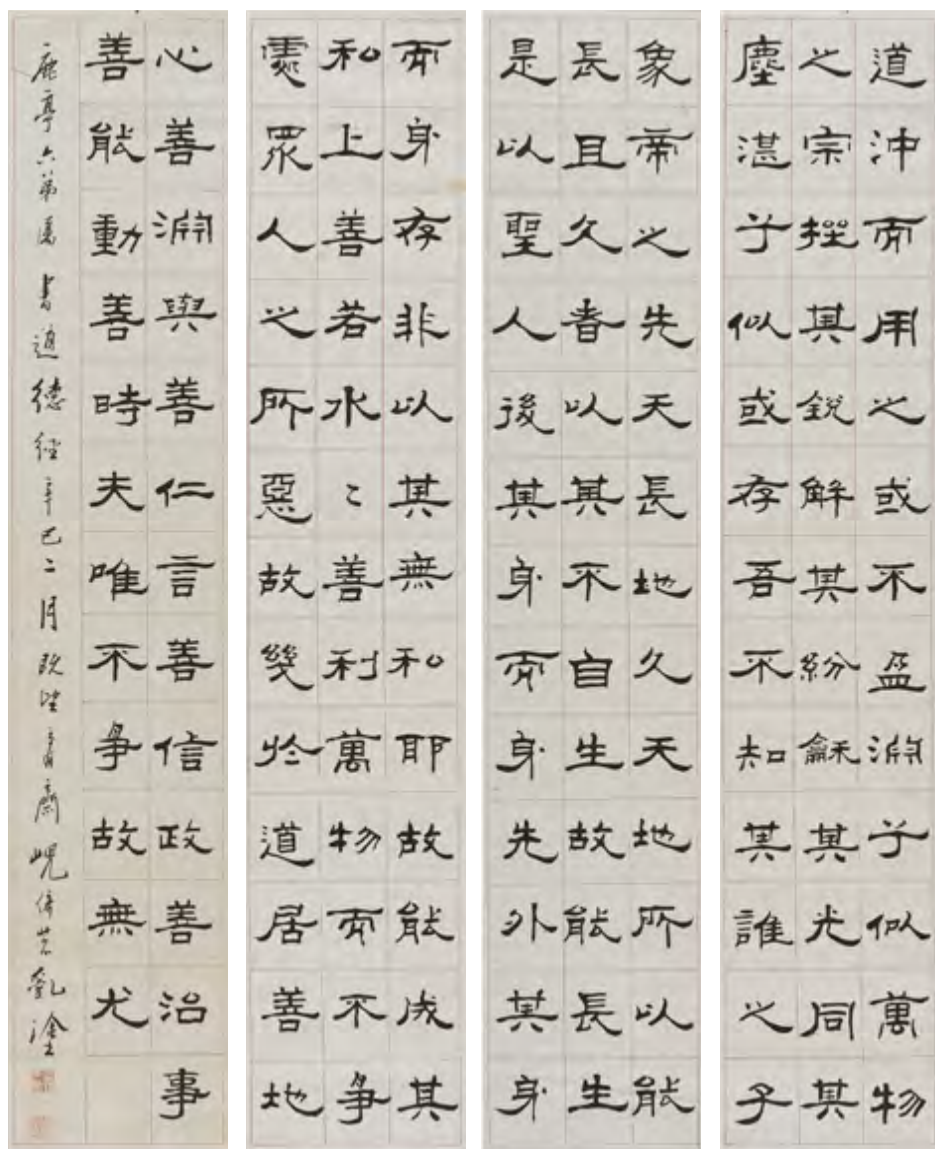 道沖而用之或不盈淵乎似萬物
之宗挫其銳解其紛龢其光同其
塵湛乎似或存吾不知其誰之子
象帝之先天長地久天地所以能
長且久者以其不自生故能長生
是以聖人後其身而身先外其身
而身存非以其無私耶故能成其
私上善若水〻善利萬物而不爭
處眾人之所惡故幾於道居善地
心善淵與善仁言善信政善治事
善能動善時夫唯不爭故無尤
鹿亭六弟屬書道德經辛巳二月既望